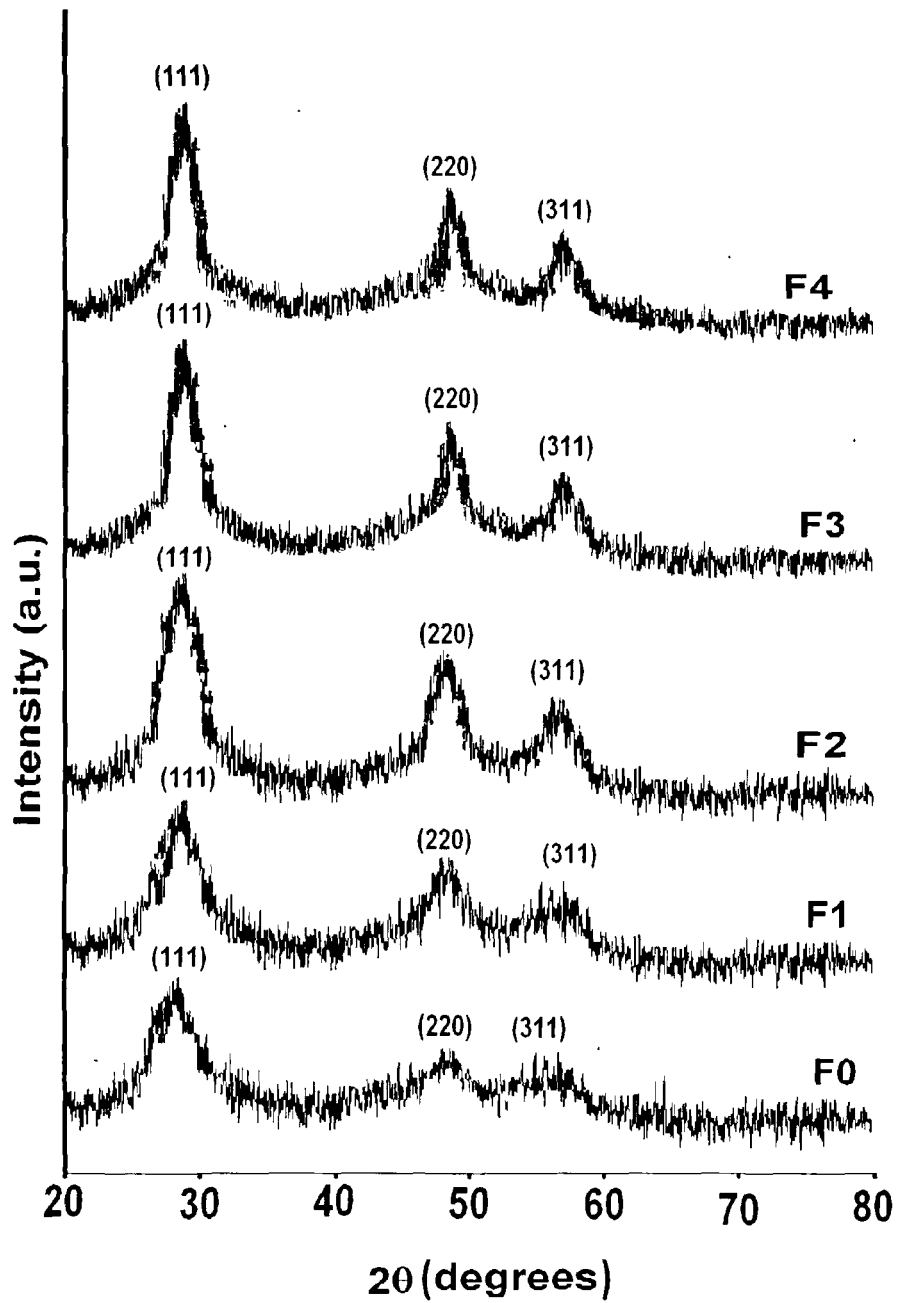 (111)
(220)
(311)
F4
(111)
(220)
(311)
F3
(111)
(220)
(311)
F2
(111)
(220)
(311)
F1
(111)
(220)
(311)
F0
Intensity (a.u.)
20 30 40 50 60 70 80
2θ (degrees)